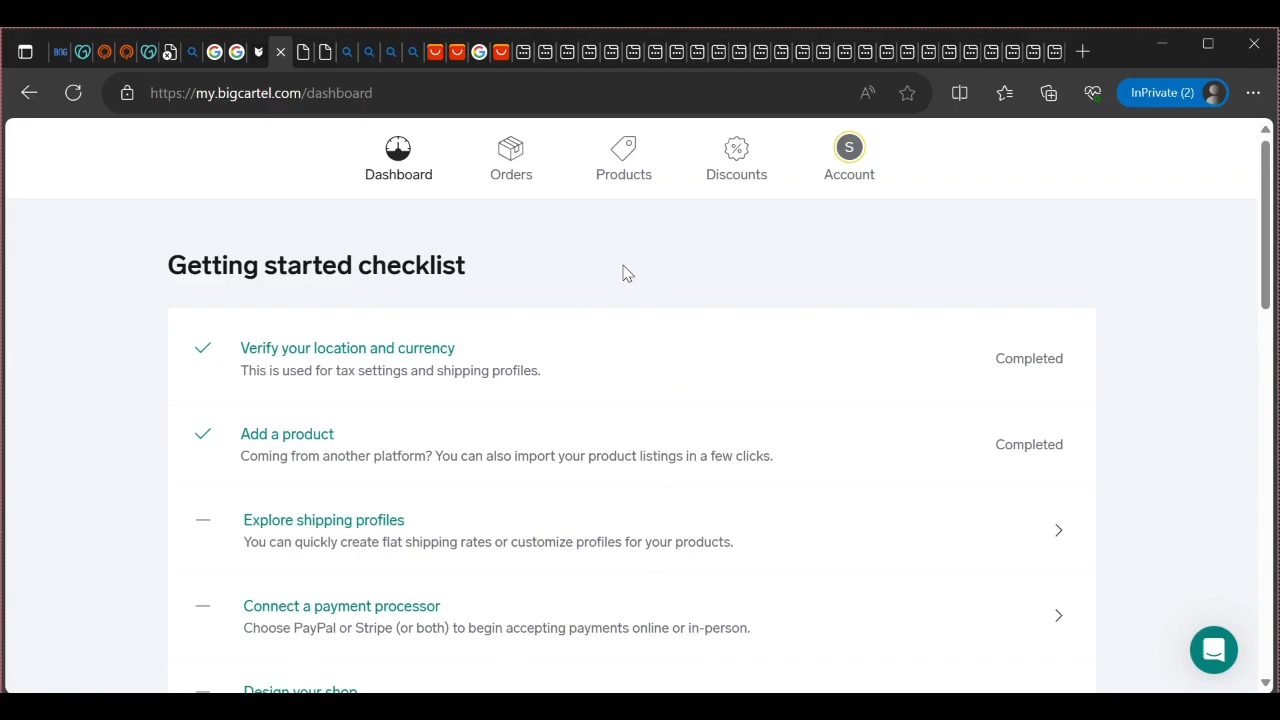 BNG
https://my.bigcartel.com/dashboard
InPrivate (2)
Dashboard
Orders
Products
Discounts
S
Account
Getting started checklist
Verify your location and currency
This is used for tax settings and shipping profiles.
Completed
Add a product
Coming from another platform? You can also import your product listings in a few clicks.
Completed
Explore shipping profiles
You can quickly create flat shipping rates or customize profiles for your products.
Connect a payment processor
Choose PayPal or Stripe (or both) to begin accepting payments online or in-person.
Design your shop